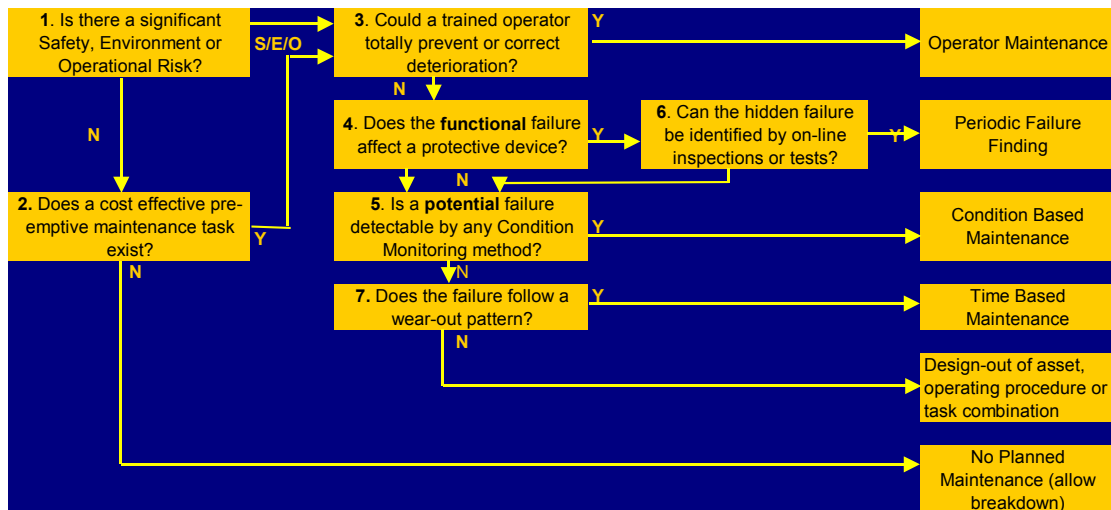 1. Is there a significant
Safety, Environment or
Operational Risk?
S/E/O
3. Could a trained operator
totally prevent or correct
deterioration?
Y
Operator Maintenance
N
N
4. Does the functional failure
affect a protective device?
Y
6. Can the hidden failure
be identified by on-line
inspections or tests?
Y
Periodic Failure
Finding
N
2. Does a cost effective pre-
emptive maintenance task
exist?
Y
N
5. Is a potential failure
detectable by any Condition
Monitoring method?
Y
Condition Based
Maintenance
N
7. Does the failure follow a
wear-out pattern?
Y
Time Based
Maintenance
N
Design-out of asset,
operating procedure or
task combination
No Planned
Maintenance (allow
breakdown)